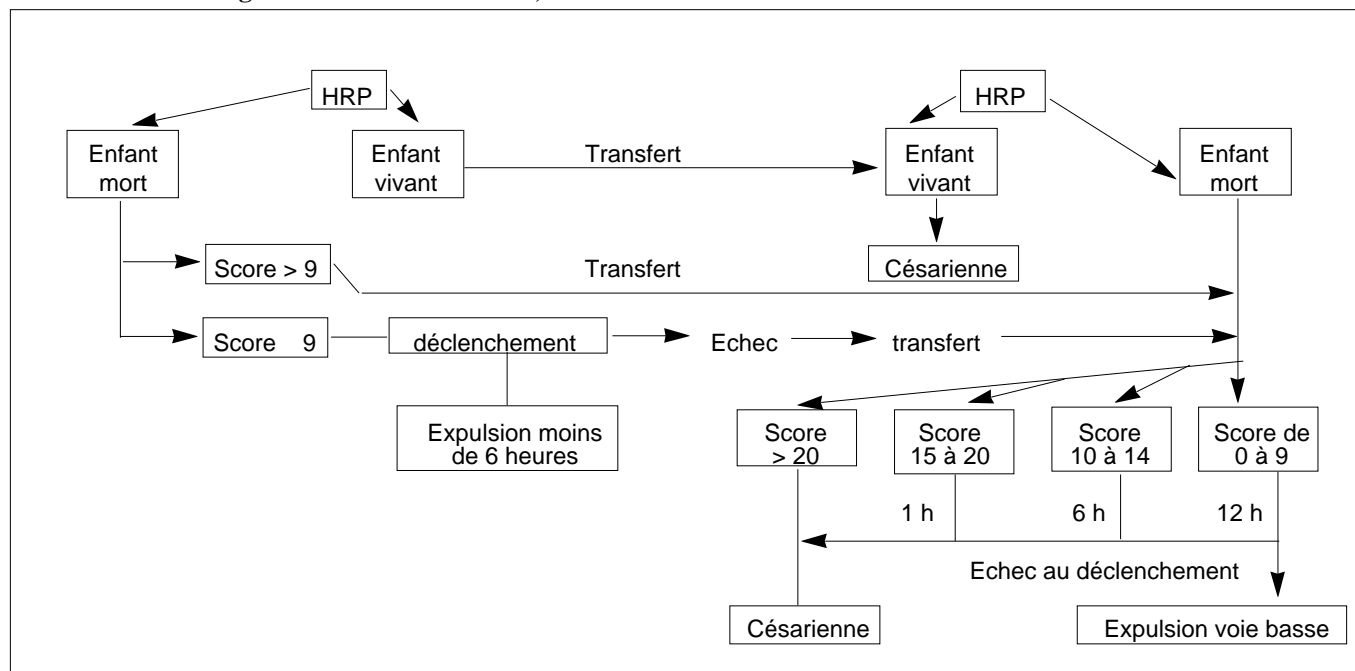 HRP
HRP
Enfant
mort
Enfant
vivant
Transfert
Enfant
vivant
Enfant
mort
Score > 9
Transfert
Césarienne
Score 9
déclenchement
Echec
transfert
Expulsion moins
de 6 heures
Score
> 20
Score
15 à 20
Score
10 à 14
Score de
0 à 9
1 h
6 h
12 h
Echec au déclenchement
Césarienne
Expulsion voie basse